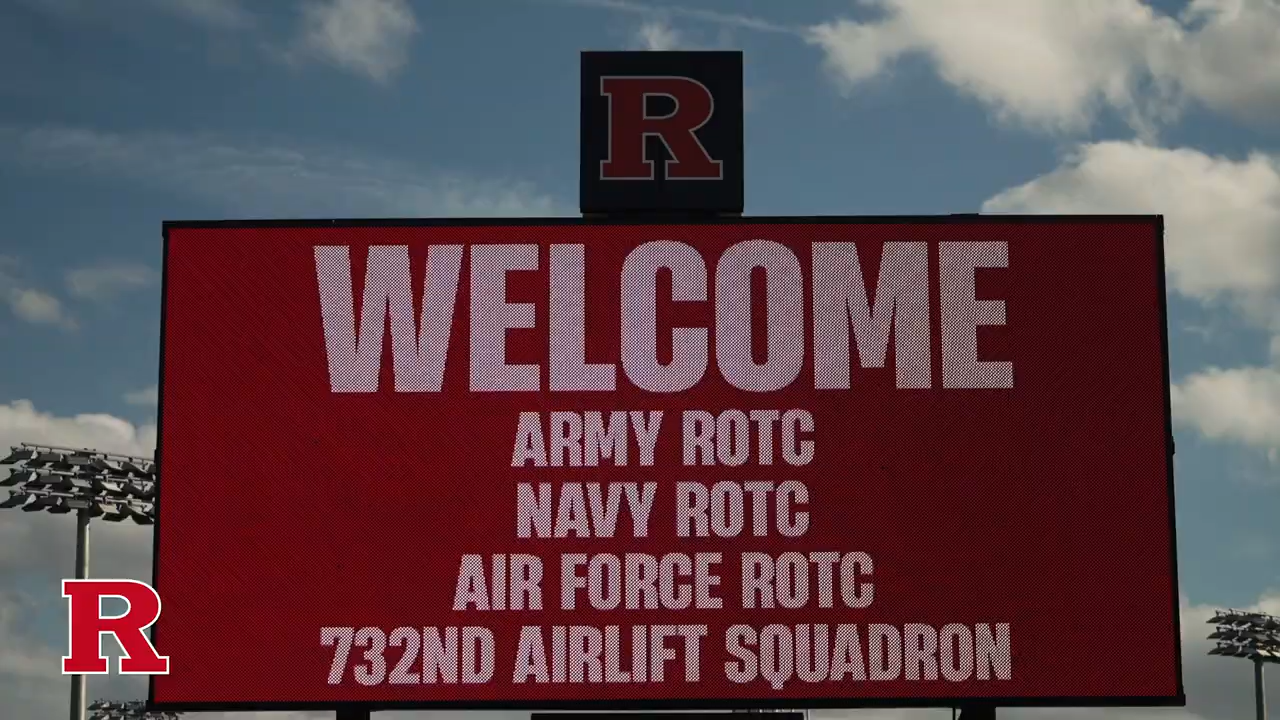 R
WELCOME
ARMY ROTC
NAVY ROTC
AIR FORCE ROTC
732ND AIRLIFT SQUADRON
R